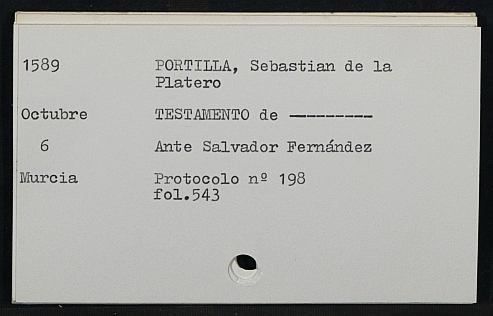 1589 PORTILLA, Sebastian de la
Platero
Octubre TESTAMENTO de ---------
6 Ante Salvador Fernández
Murcia Protocolo nº 198
fol.543